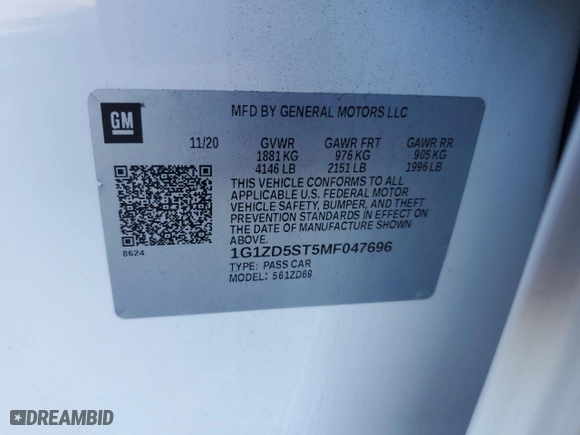 GM
MFD BY GENERAL MOTORS LLC
11/20 GVWR GAWR FRT GAWR RR
1881 KG 976 KG 905 KG
4146 LB 2151 LB 1996 LB
THIS VEHICLE CONFORMS TO ALL
APPLICABLE U.S. FEDERAL MOTOR
VEHICLE SAFETY, BUMPER, AND THEFT
PREVENTION STANDARDS IN EFFECT ON
THE DATE OF MANUFACTURE SHOWN ABOVE.
8624
1G1ZD5ST5MF047696
TYPE: PASS CAR
MODEL: 561ZD69
DREAMBID